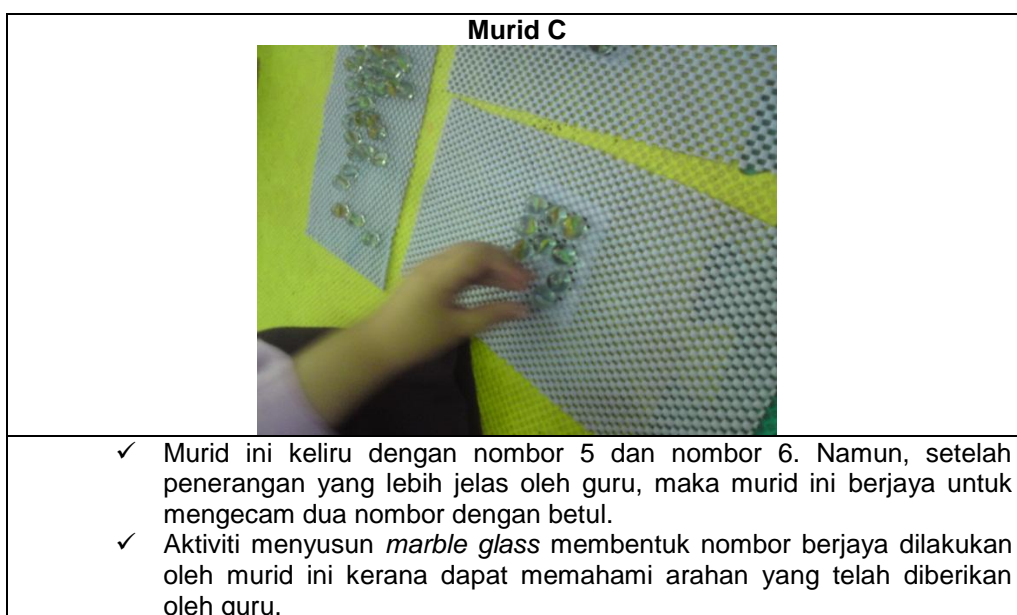 Murid C
✓ Murid ini keliru dengan nombor 5 dan nombor 6. Namun, setelah
penerangan yang lebih jelas oleh guru, maka murid ini berjaya untuk
mengecam dua nombor dengan betul.
✓ Aktiviti menyusun marble glass membentuk nombor berjaya dilakukan
oleh murid ini kerana dapat memahami arahan yang telah diberikan
oleh guru.